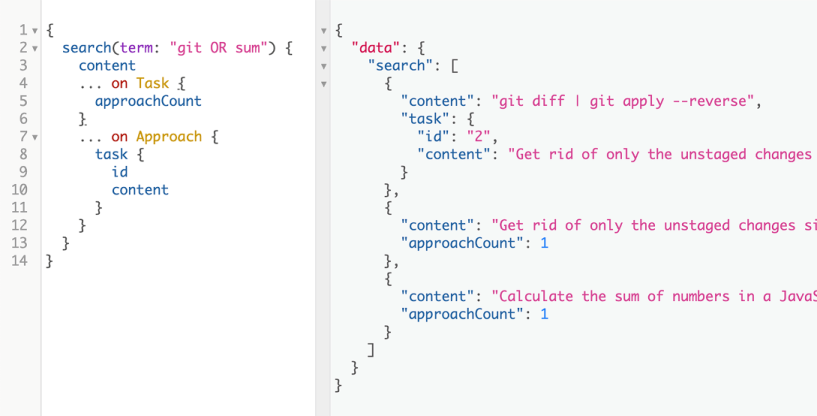 1 {
2 search(term: "git OR sum") {
3 content
4 ... on Task {
5 approachCount
6 }
7 ... on Approach {
8 task {
9 id
10 content
11 }
12 }
13 }
14 }
{
"data": {
"search": [
{
"content": "git diff | git apply --reverse",
"task": {
"id": "2",
"content": "Get rid of only the unstaged changes
}
},
{
"content": "Get rid of only the unstaged changes si
"approachCount": 1
},
{
"content": "Calculate the sum of numbers in a JavaS
"approachCount": 1
}
]
}
}